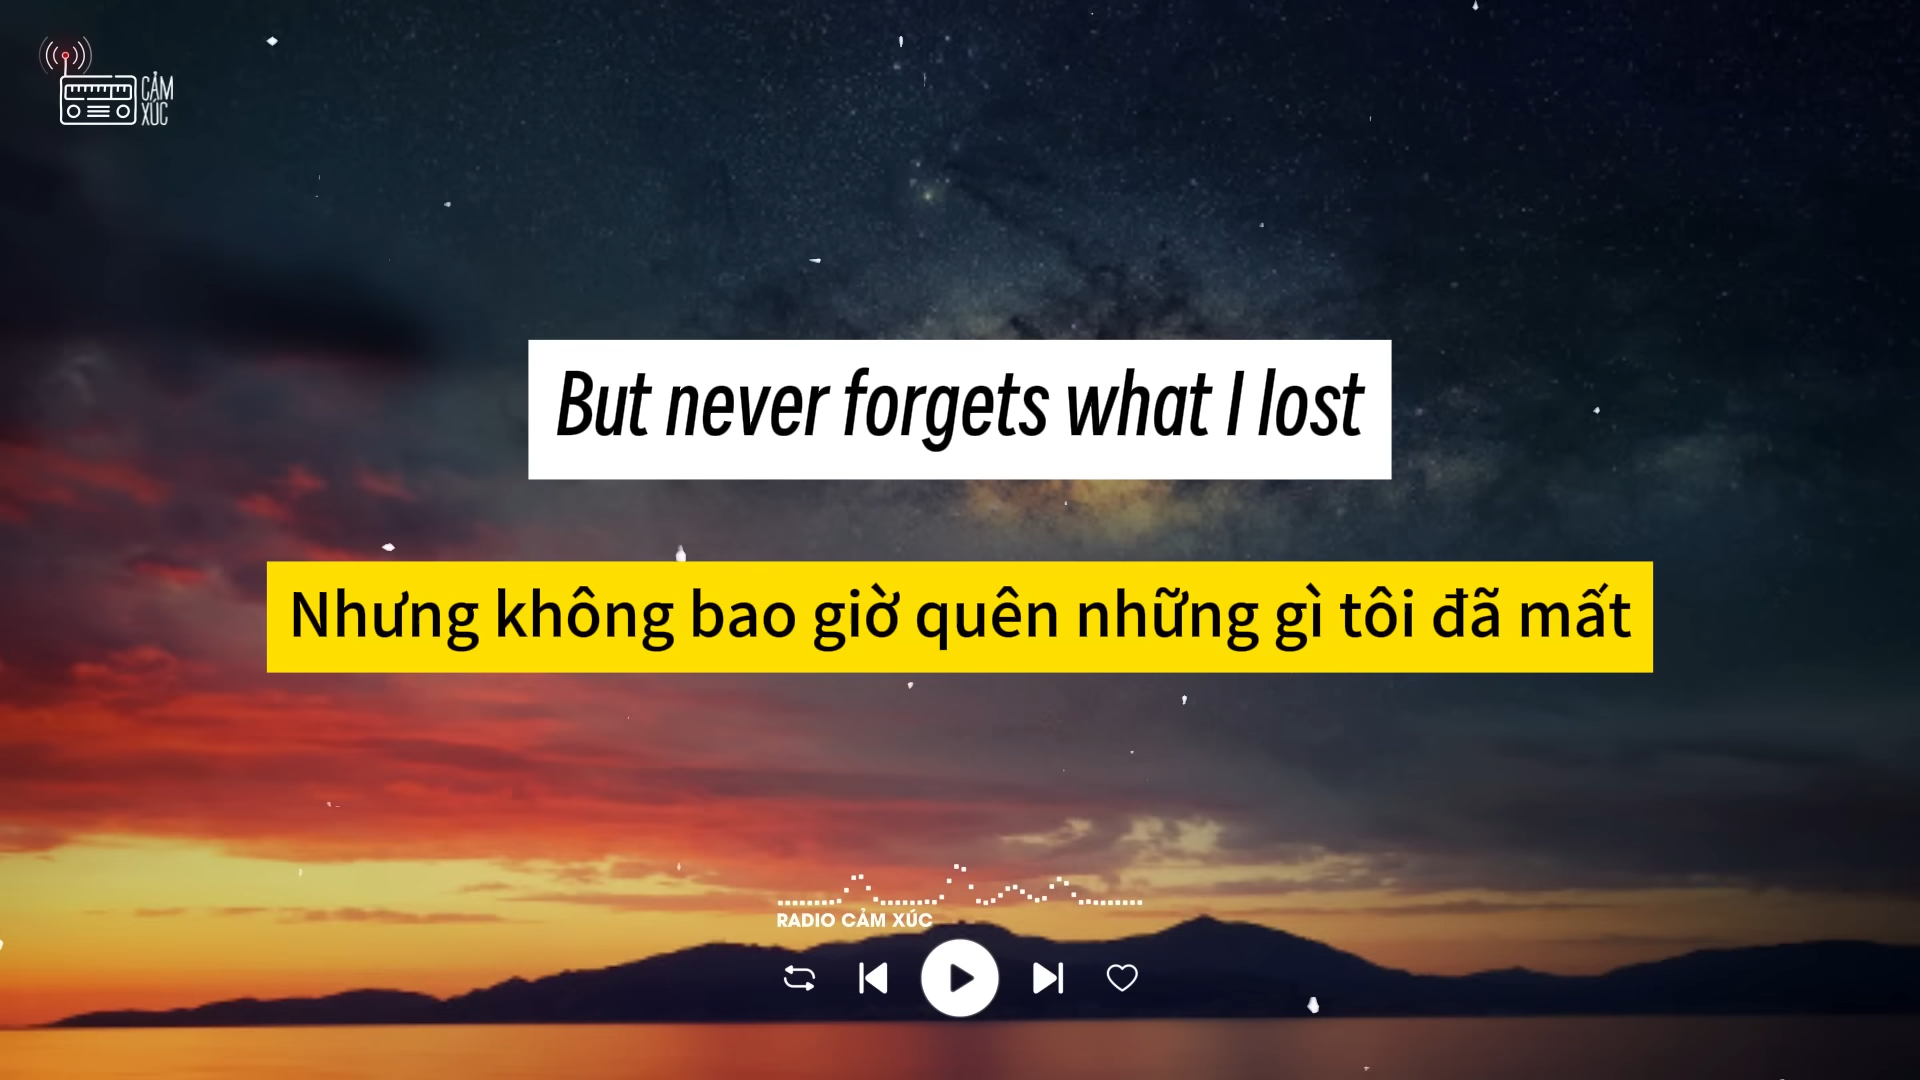 CẢM
XÚC
But never forgets what I lost
Nhưng không bao giờ quên những gì tôi đã mất
RADIO CẢM XÚC